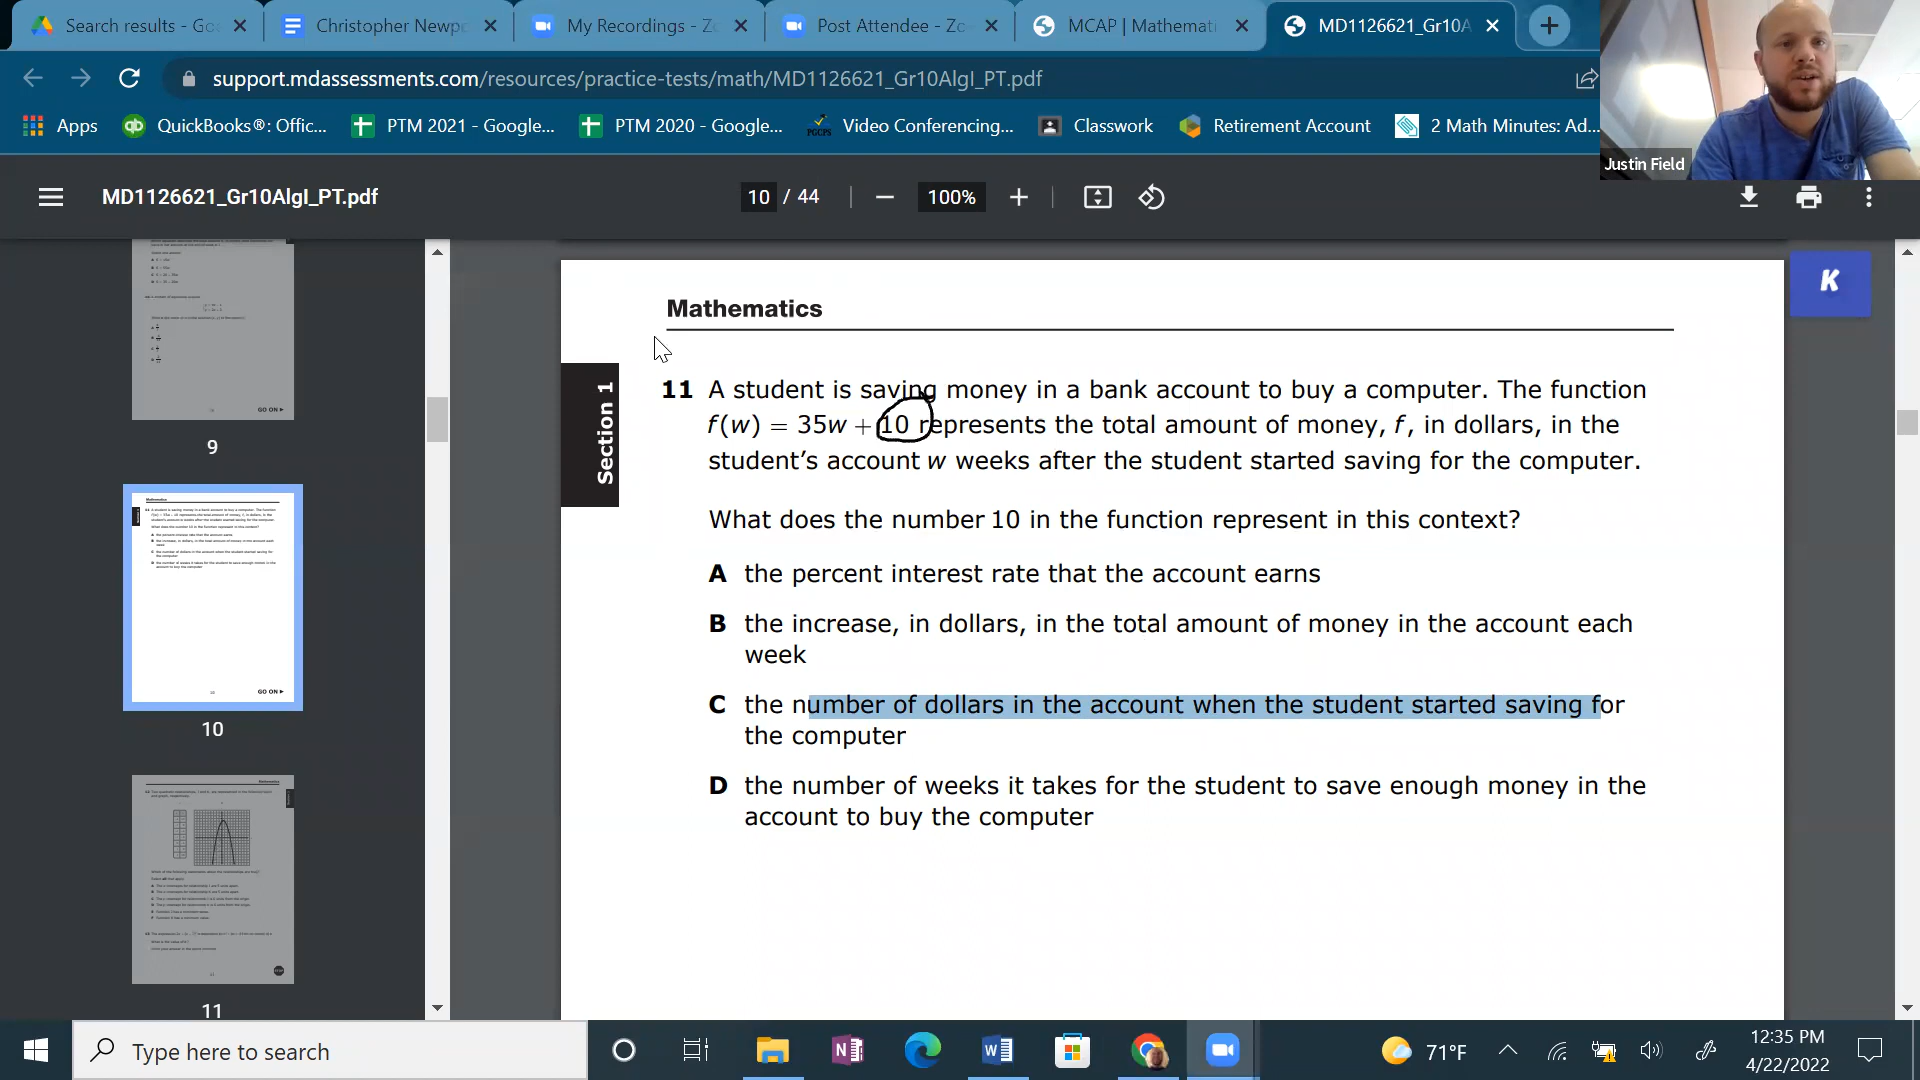 Search results - Go
Christopher Newpo
My Recordings - Zo
Post Attendee - Zo
MCAP | Mathemati
MD1126621_Gr10A
support.mdassessments.com/resources/practice-tests/math/MD1126621_Gr10AlgI_PT.pdf
Apps
QuickBooks®: Offic...
PTM 2021 - Google...
PTM 2020 - Google...
PGCPS
Video Conferencing...
Classwork
Retirement Account
2 Math Minutes: Ad...
Justin Field
MD1126621_Gr10AlgI_PT.pdf
10 / 44
100%
GO ON
9
GO ON
10
11
K
Mathematics
Section 1
11 A student is saving money in a bank account to buy a computer. The function
f(w) = 35w + 10 represents the total amount of money, f, in dollars, in the
student's account w weeks after the student started saving for the computer.
What does the number 10 in the function represent in this context?
A the percent interest rate that the account earns
B the increase, in dollars, in the total amount of money in the account each
week
C the number of dollars in the account when the student started saving for
the computer
D the number of weeks it takes for the student to save enough money in the
account to buy the computer
Type here to search
71°F
12:35 PM
4/22/2022